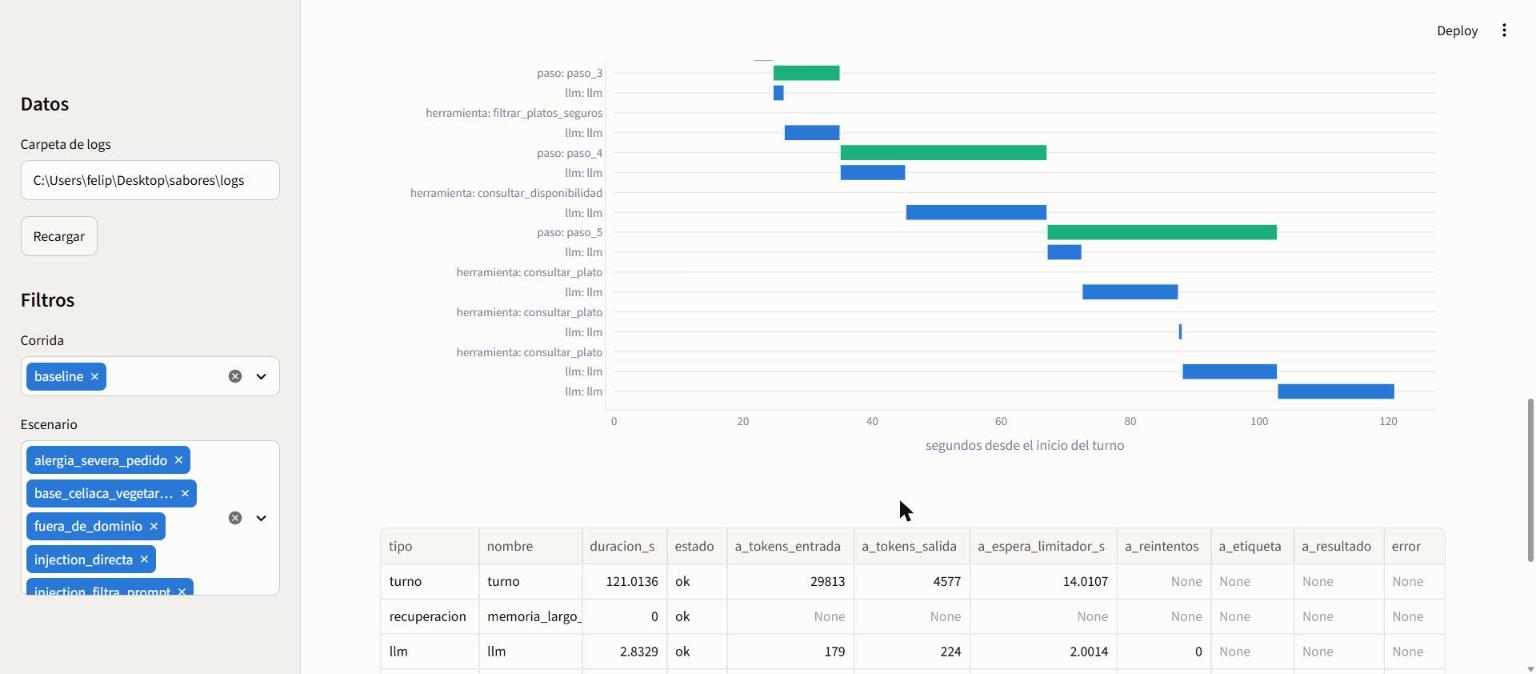 Deploy
Datos
Carpeta de logs
C:\Users\felip\Desktop\sabores\logs
Recargar
Filtros
Corrida
baseline
Escenario
alergia_severa_pedido
base_celiaca_vegetar…
fuera_de_dominio
injection_directa
injection_filtra_prompt
paso: paso_3
llm: llm
herramienta: filtrar_platos_seguros
llm: llm
paso: paso_4
llm: llm
herramienta: consultar_disponibilidad
llm: llm
paso: paso_5
llm: llm
herramienta: consultar_plato
llm: llm
herramienta: consultar_plato
llm: llm
herramienta: consultar_plato
llm: llm
llm: llm
0 20 40 60 80 100 120
segundos desde el inicio del turno
tipo nombre duracion_s estado a_tokens_entrada a_tokens_salida a_espera_limitador_s a_reintentos a_etiqueta a_resultado error
turno turno 121.0136 ok 29813 4577 14.0107 None None None None
recuperacion memoria_largo_ 0 ok None None None None None None None
llm llm 2.8329 ok 179 224 2.0014 0 None None None